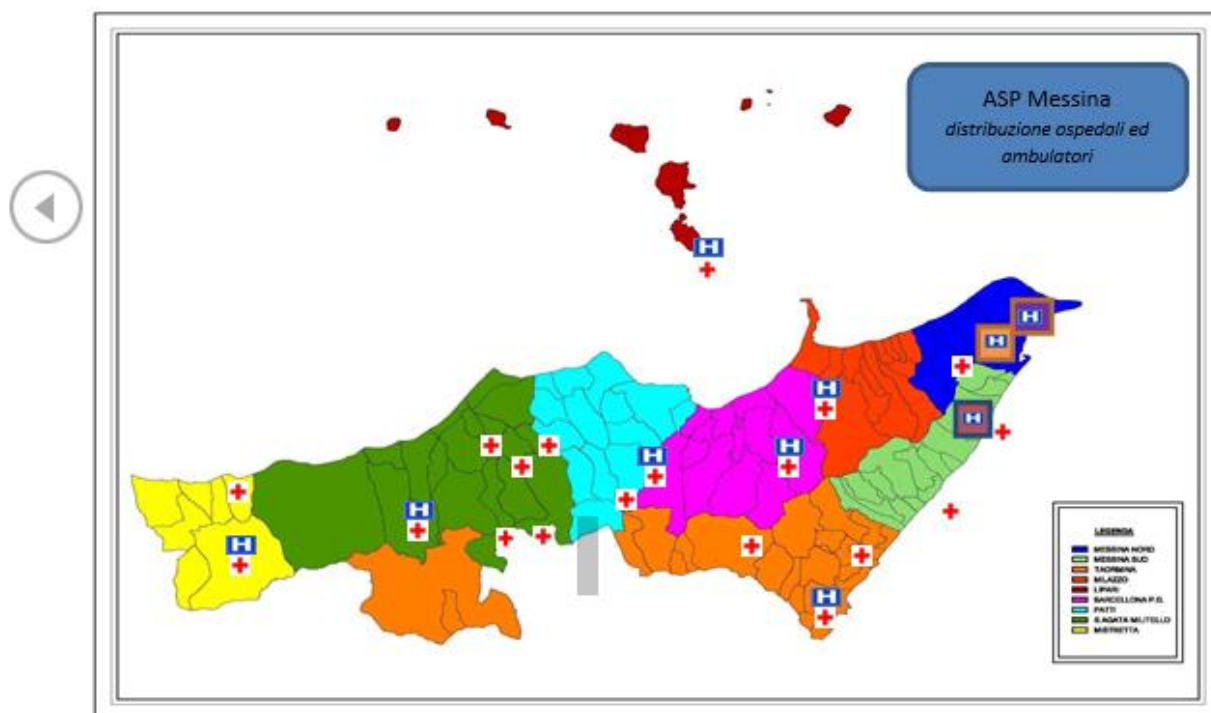 ASP Messina
distribuzione ospedali ed
ambulatori
H
H
H
H
H
H
H
H
H
H
LEGENDA
MESSINA NORD
MESSINA SUD
TAORMINA
MILAZZO
LIPARI
BARCELLONA P.G.
PATTI
S.AGATA MILITELLO
MISTRETTA